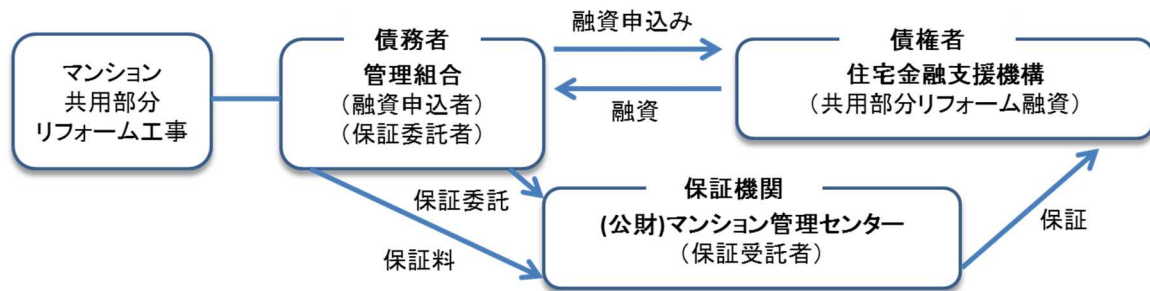 マンション
共用部分
リフォーム工事
債務者
管理組合
（融資申込者）
（保証委託者）
融資申込み
融資
債権者
住宅金融支援機構
（共用部分リフォーム融資）
保証委託
保証料
保証機関
(公財)マンション管理センター
（保証受託者）
保証